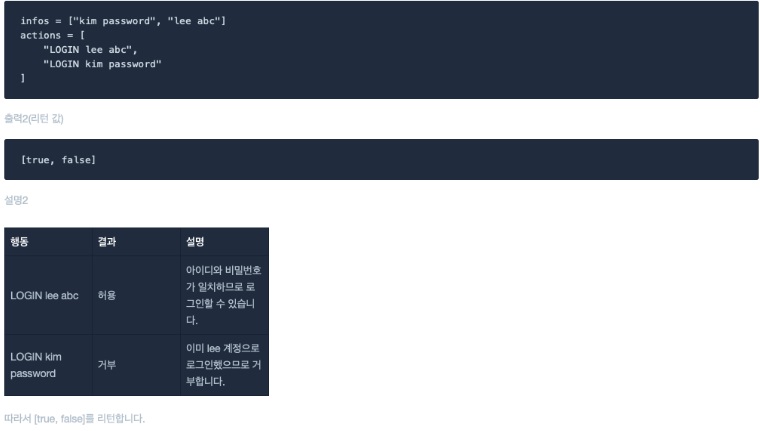 infos = ["kim password", "lee abc"]
actions = [
    "LOGIN lee abc",
    "LOGIN kim password"
]
출력2(리턴 값)
[true, false]
설명2
행동 결과 설명
LOGIN lee abc 허용 아이디와 비밀번호
가 일치하므로 로
그인할 수 있습니
다.
LOGIN kim
password 거부 이미 lee 계정으로
로그인했으므로 거
부합니다.
따라서 [true, false]를 리턴합니다.